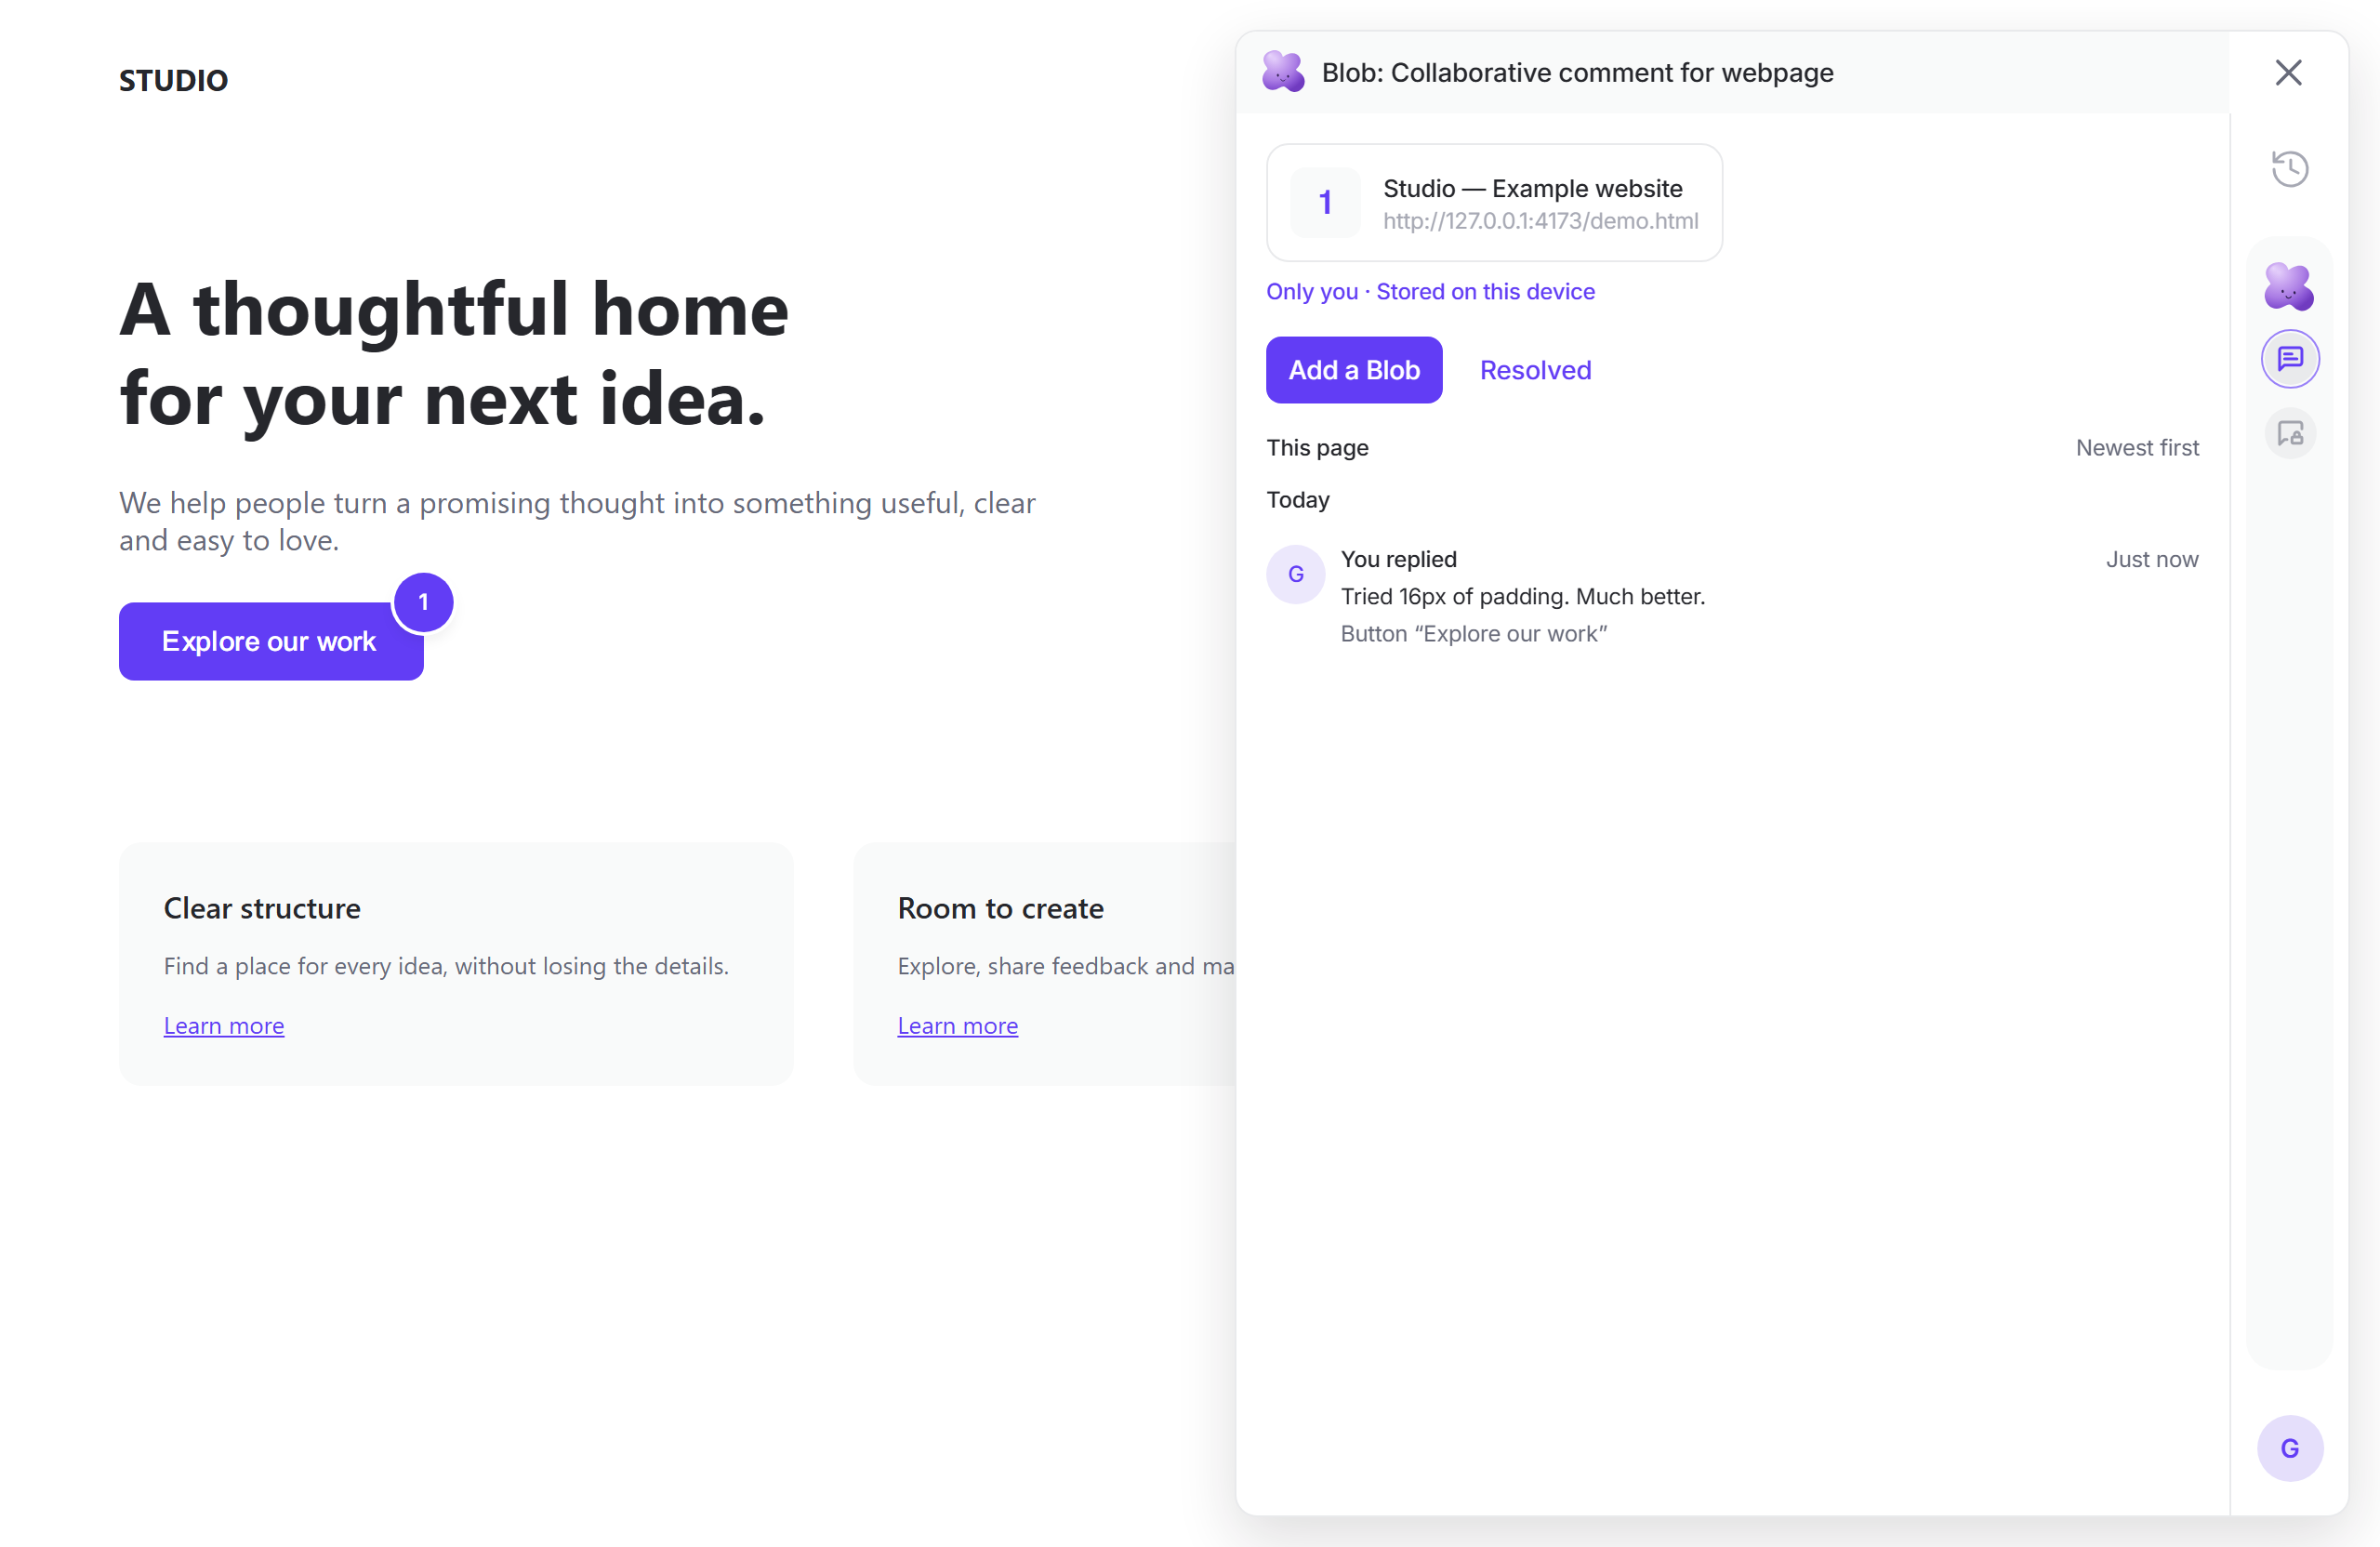 STUDIO
A thoughtful home
for your next idea.
We help people turn a promising thought into something useful, clear
and easy to love.
1
Explore our work
Clear structure
Find a place for every idea, without losing the details.
Learn more
Room to create
Explore, share feedback and ma
Learn more
Blob: Collaborative comment for webpage
1
Studio — Example website
http://127.0.0.1:4173/demo.html
Only you · Stored on this device
Add a Blob
Resolved
This page
Newest first
Today
G
You replied
Just now
Tried 16px of padding. Much better.
Button “Explore our work”
G